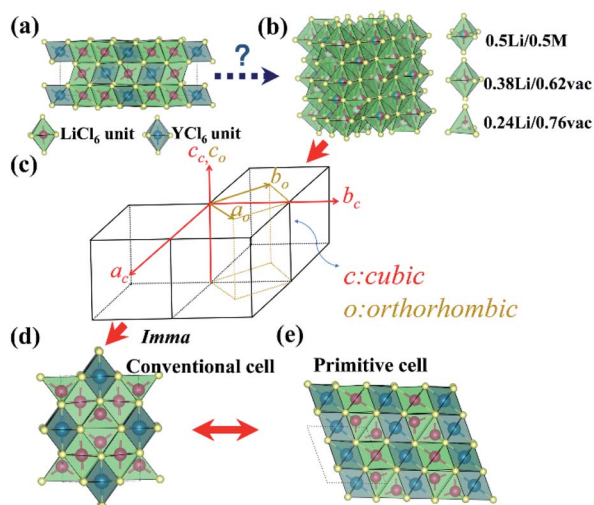 (a)
?
(b)
0.5Li/0.5M
0.38Li/0.62vac
0.24Li/0.76vac
LiCl6 unit
YCl6 unit
(c)
cc,co
bo
ao
bc
ac
c:cubic
o:orthorhombic
Imma
(d)
Conventional cell
(e)
Primitive cell